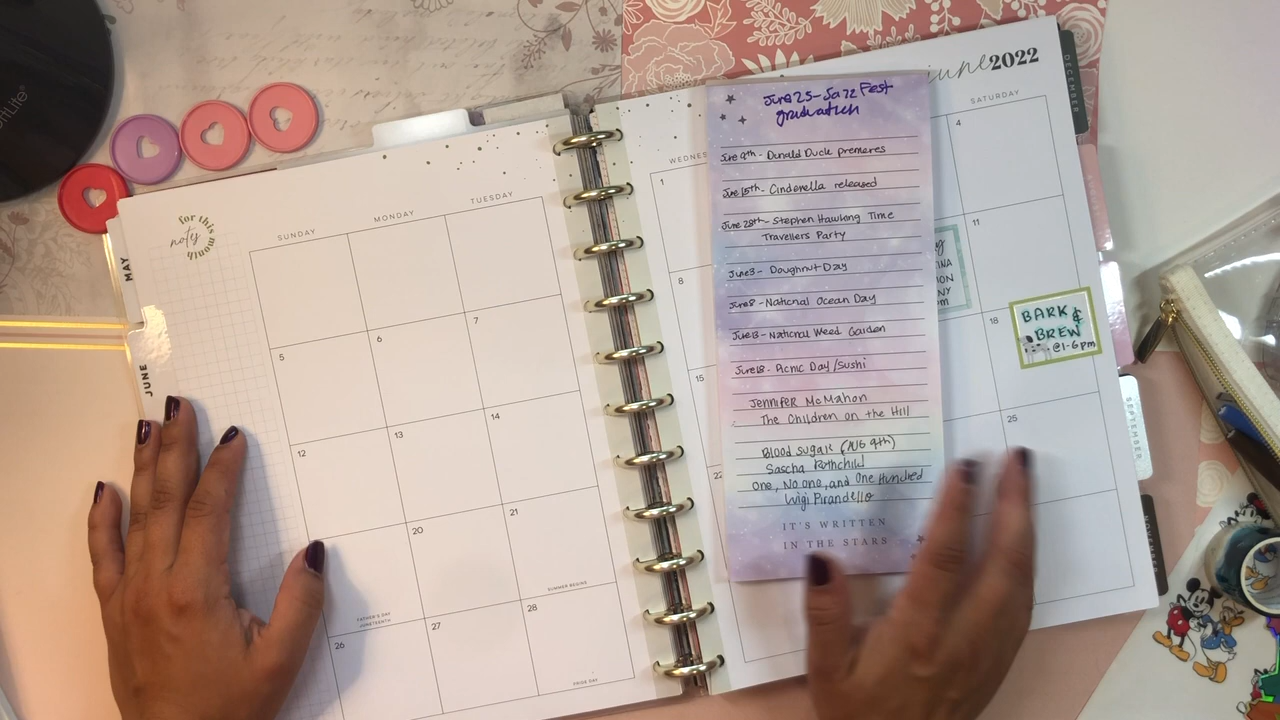 june 2022
SATURDAY
WEDNES
SUNDAY
MONDAY
TUESDAY
for this month
notes
MAY
JUNE
DECEMBER
SEPTEMBER
NOVEMBER
5
6
7
12
13
14
20
21
SUMMER BEGINS
FATHER'S DAY
JUNETEENTH
26
27
28
PRIDE DAY
1
4
8
11
15
18
22
25
BARK &
BREW
@1-6pm
June 25- Jazz Fest
graduation
June 9th- Donald Duck premeres
June 15th- Cinderella released
June 28th- Stephen Hawking Time
Travellers Party
June 3- Doughnut Day
June 8- National Ocean Day
June 13- National Weed Garden
June 18- Picnic Day/Sushi
Jennifer McMahon
The Children on the Hill
Blood sugar (AUG 9th)
Sascha Rothchild
One, No one, and One Hundred
Luigi Pirandello
IT'S WRITTEN
IN THE STARS